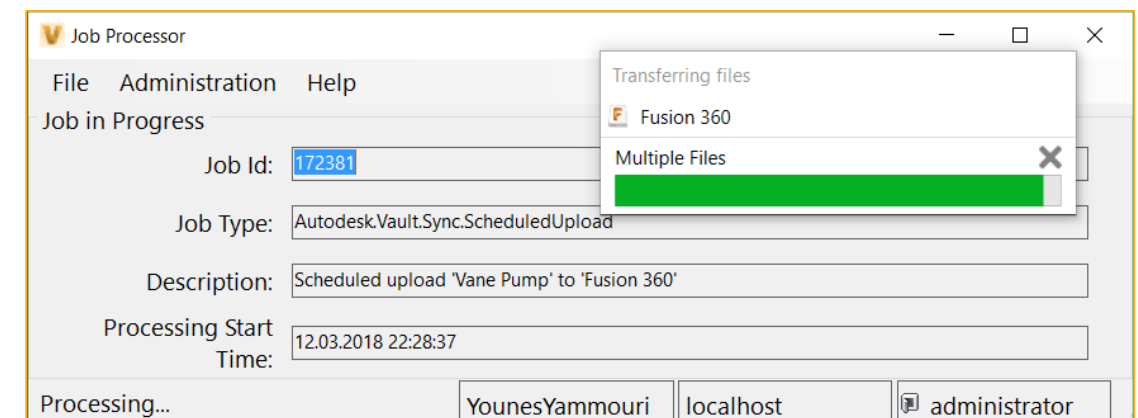 Job Processor
File Administration Help
Transferring files
Fusion 360
Multiple Files
Job in Progress
Job Id: 172381
Job Type: Autodesk.Vault.Sync.ScheduledUpload
Description: Scheduled upload 'Vane Pump' to 'Fusion 360'
Processing Start
Time: 12.03.2018 22:28:37
Processing... YounesYammouri localhost administrator